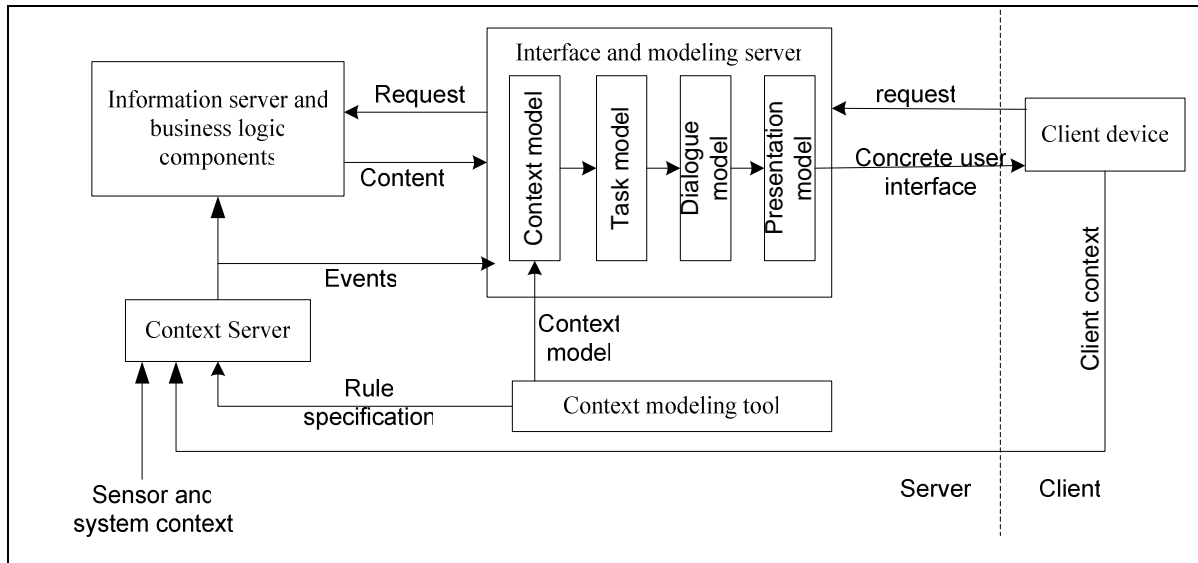 Interface and modeling server
Information server and
business logic
components
Request
Content
Context model
Task model
Dialogue
model
Presentation
model
request
Concrete user
interface
Client device
Events
Context Server
Context
model
Client context
Rule
specification
Context modeling tool
Sensor and
system context
Server
Client